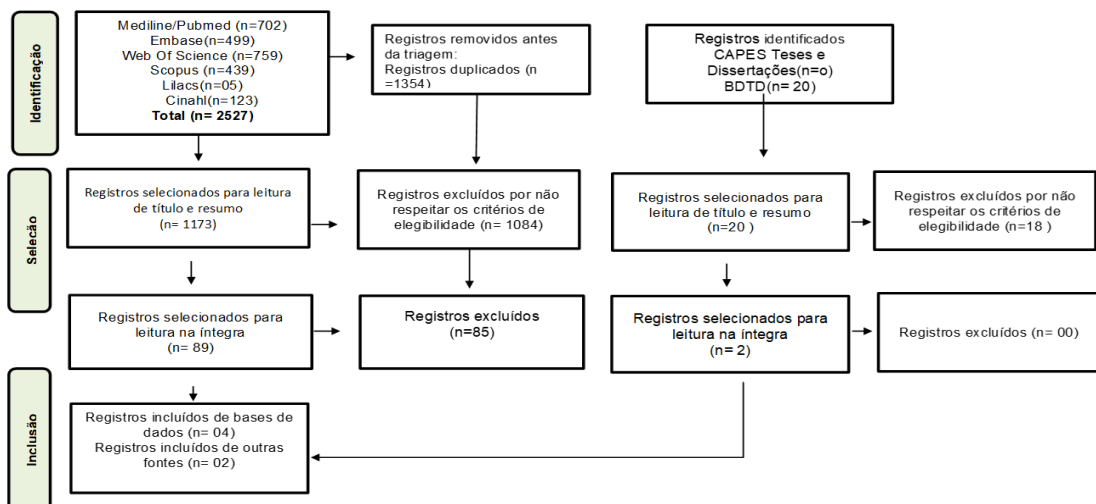 Identificação
Mediline/Pubmed (n=702)
Embase(n=499)
Web Of Science (n=759)
Scopus (n=439)
Lilacs(n=05)
Cinahl(n=123)
Total (n= 2527)
Registros removidos antes
da triagem:
Registros duplicados (n
=1354)
Registros identificados
CAPES Teses e
Dissertações(n=o)
BDTD(n= 20)
Seleção
Registros selecionados para leitura
de título e resumo
(n= 1173)
Registros excluídos por não
respeitar os critérios de
elegibilidade (n= 1084)
Registros selecionados para
leitura de título e resumo
(n=20 )
Registros excluídos por não
respeitar os critérios de
elegibilidade (n=18 )
Registros selecionados para
leitura na íntegra
(n= 89)
Registros excluídos
(n=85)
Registros selecionados para
leitura na íntegra
(n= 2)
Registros excluídos (n= 00)
Inclusão
Registros incluídos de bases de
dados (n= 04)
Registros incluídos de outras
fontes (n= 02)